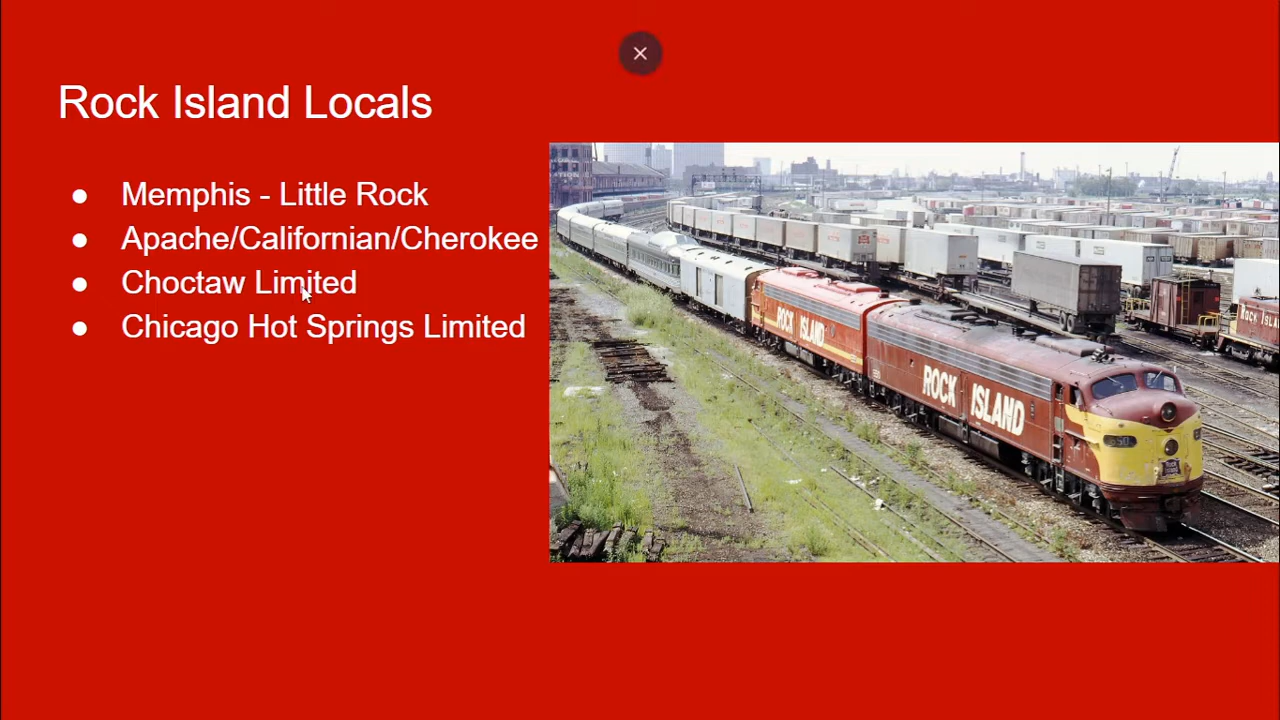 Rock Island Locals
Memphis - Little Rock
Apache/Californian/Cherokee
Choctaw Limited
Chicago Hot Springs Limited
ROCK ISLAND
ROCK ISLAND